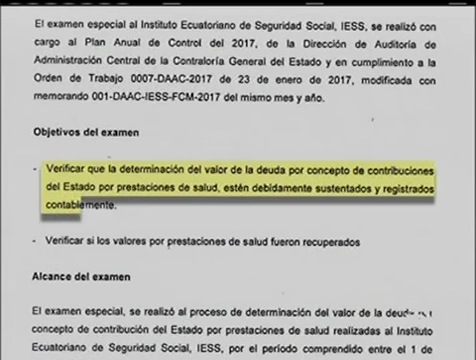 El examen especial al Instituto Ecuatoriano de Seguridad Social, IESS, se realizó con
cargo al Plan Anual de Control del 2017, de la Dirección de Auditoría de
Administración Central de la Contraloría General del Estado y en cumplimiento a la
Orden de Trabajo 0007-DAAC-2017 de 23 de enero de 2017, modificada con
memorando 001-DAAC-IESS-FCM-2017 del mismo mes y año.
Objetivos del examen
- Verificar que la determinación del valor de la deuda por concepto de contribuciones
del Estado por prestaciones de salud, estén debidamente sustentados y registrados
contablemente.
- Verificar si los valores por prestaciones de salud fueron recuperados
Alcance del examen
El examen especial, se realizó al proceso de determinación del valor de la
concepto de contribución del Estado por prestaciones de salud realizadas al Instituto
Ecuatoriano de Seguridad Social, IESS, por el período comprendido entre el 1 de